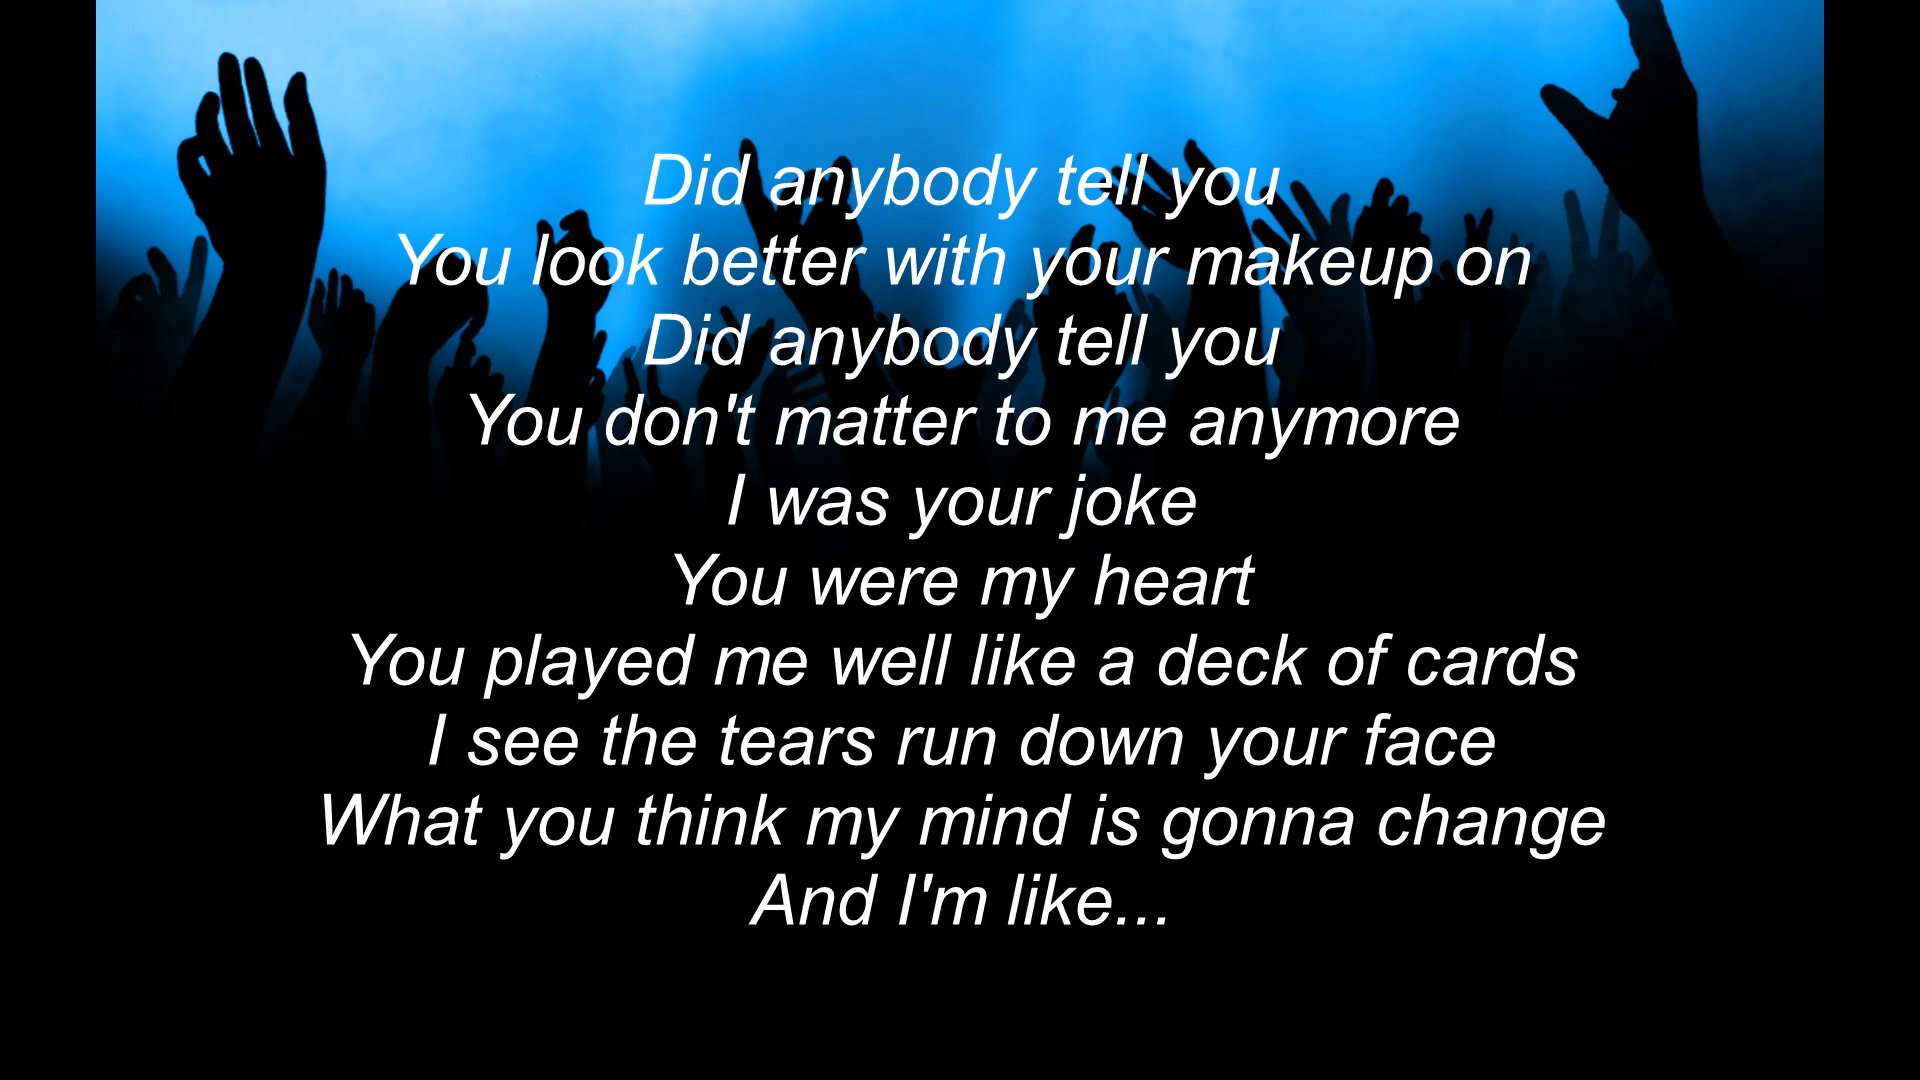 Did anybody tell you
You look better with your makeup on
Did anybody tell you
You don't matter to me anymore
I was your joke
You were my heart
You played me well like a deck of cards
I see the tears run down your face
What you think my mind is gonna change
And I'm like...